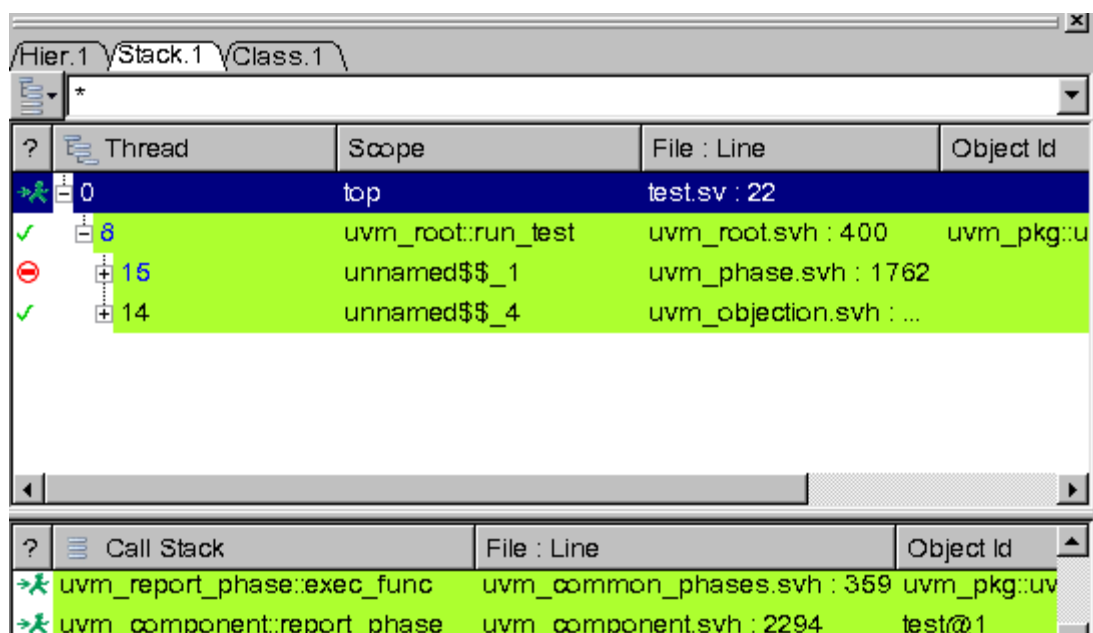 Hier.1 Stack.1 Class.1
*
? Thread Scope File : Line Object Id
0 top test.sv : 22
8 uvm_root::run_test uvm_root.svh : 400 uvm_pkg::u
15 unnamed$$_1 uvm_phase.svh : 1762
14 unnamed$$_4 uvm_objection.svh : ...
? Call Stack File : Line Object Id
uvm_report_phase::exec_func uvm_common_phases.svh : 359 uvm_pkg::uv
uvm_component::report_phase uvm_component.svh : 2294 test@1